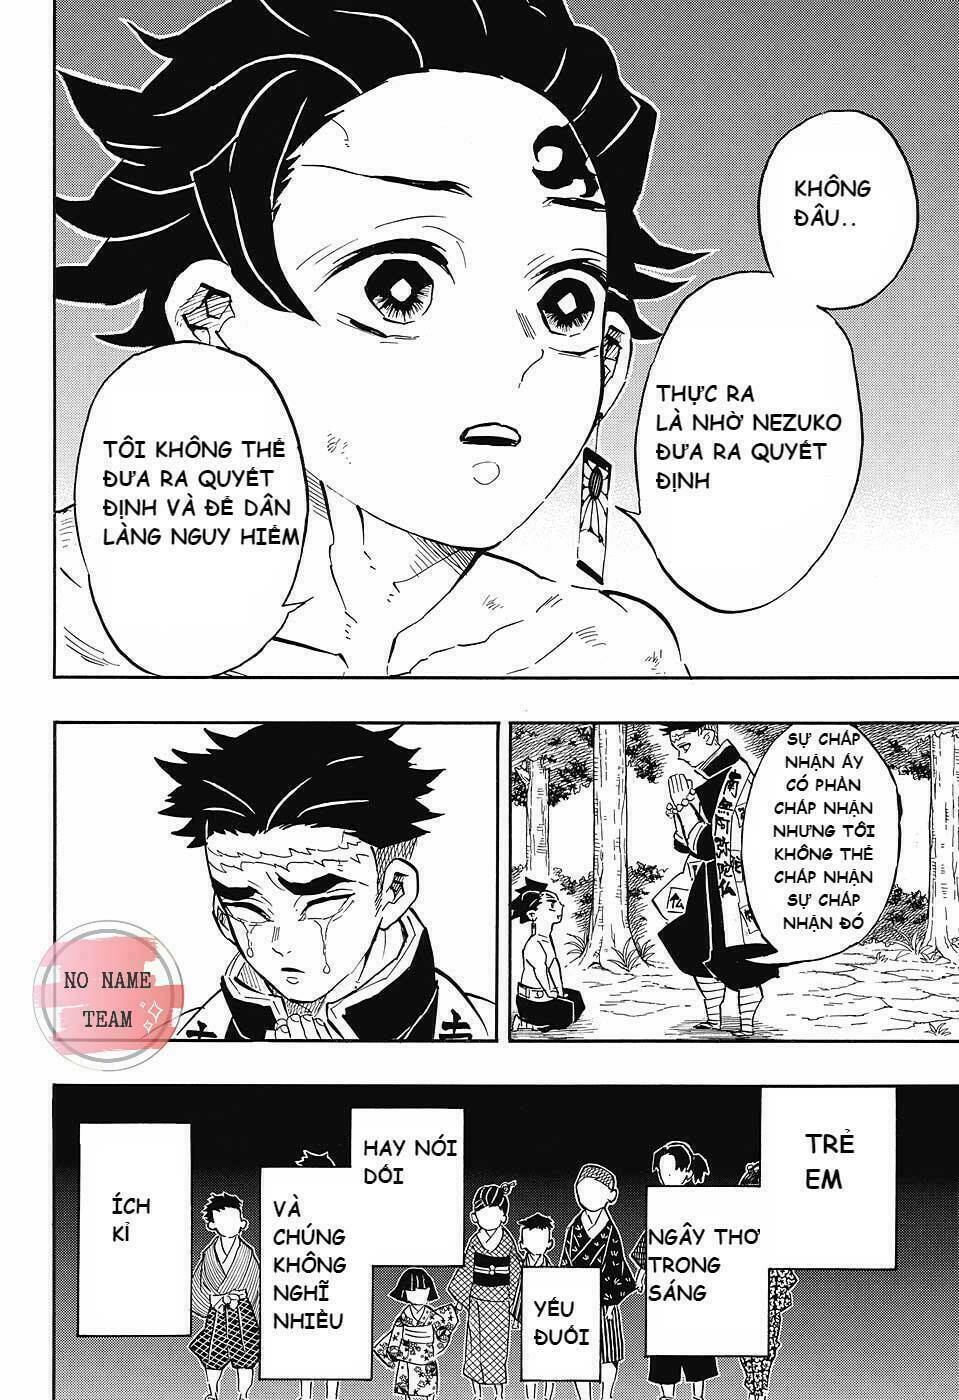 KHÔNG
ĐÂU..
THỰC RA
LÀ NHỜ NEZUKO
ĐƯA RA QUYẾT
ĐỊNH
TÔI KHÔNG THỂ
ĐƯA RA QUYẾT
ĐỊNH VÀ ĐỂ DÂN
LÀNG NGUY HIỂM
SỰ CHẤP
NHẬN ẤY
CÓ PHẦN
CHẤP NHẬN
NHƯNG TÔI
KHÔNG THỂ
CHẤP NHẬN
SỰ CHẤP
NHẬN ĐÓ
NO NAME
TEAM
TRẺ
EM
NGÂY THƠ
TRONG
SÁNG
YẾU
ĐUỐI
HAY NÓI
DỐI
VÀ
CHÚNG
KHÔNG
NGHĨ
NHIỀU
ÍCH
KỈ